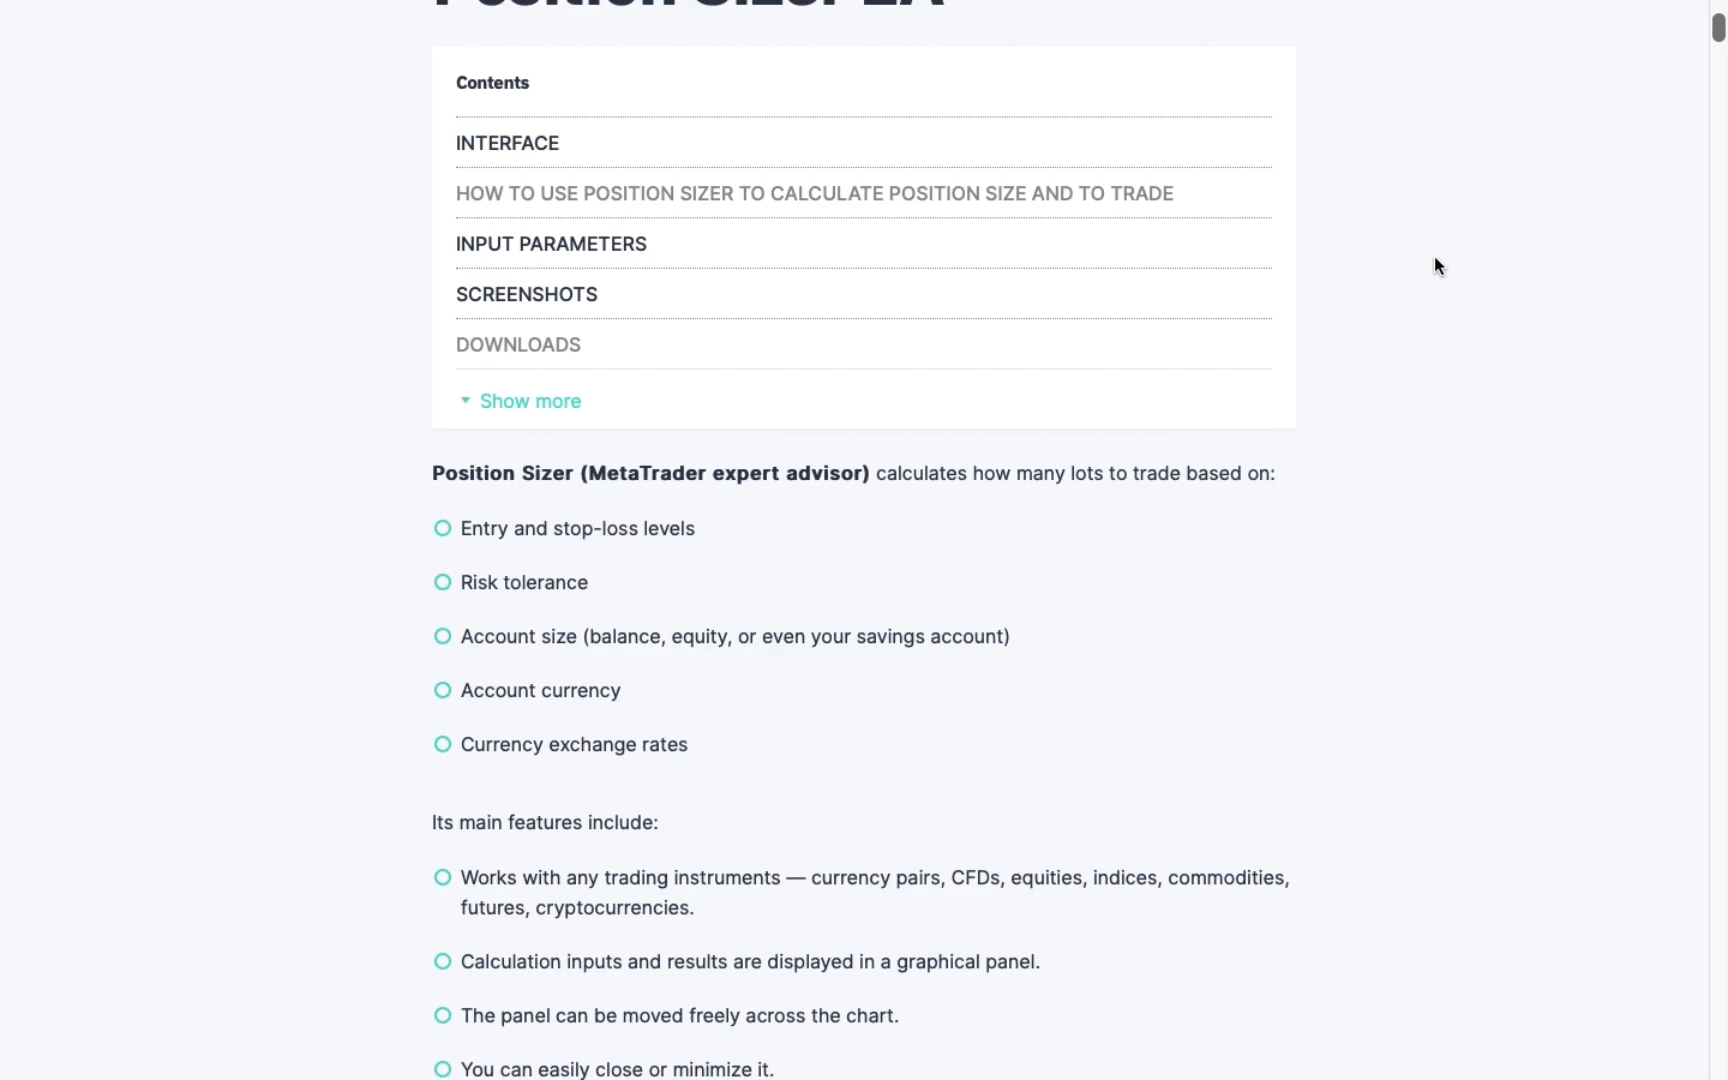 Position Sizer EA
Contents
INTERFACE
HOW TO USE POSITION SIZER TO CALCULATE POSITION SIZE AND TO TRADE
INPUT PARAMETERS
SCREENSHOTS
DOWNLOADS
Show more
Position Sizer (MetaTrader expert advisor) calculates how many lots to trade based on:
Entry and stop-loss levels
Risk tolerance
Account size (balance, equity, or even your savings account)
Account currency
Currency exchange rates
Its main features include:
Works with any trading instruments — currency pairs, CFDs, equities, indices, commodities,
futures, cryptocurrencies.
Calculation inputs and results are displayed in a graphical panel.
The panel can be moved freely across the chart.
You can easily close or minimize it.